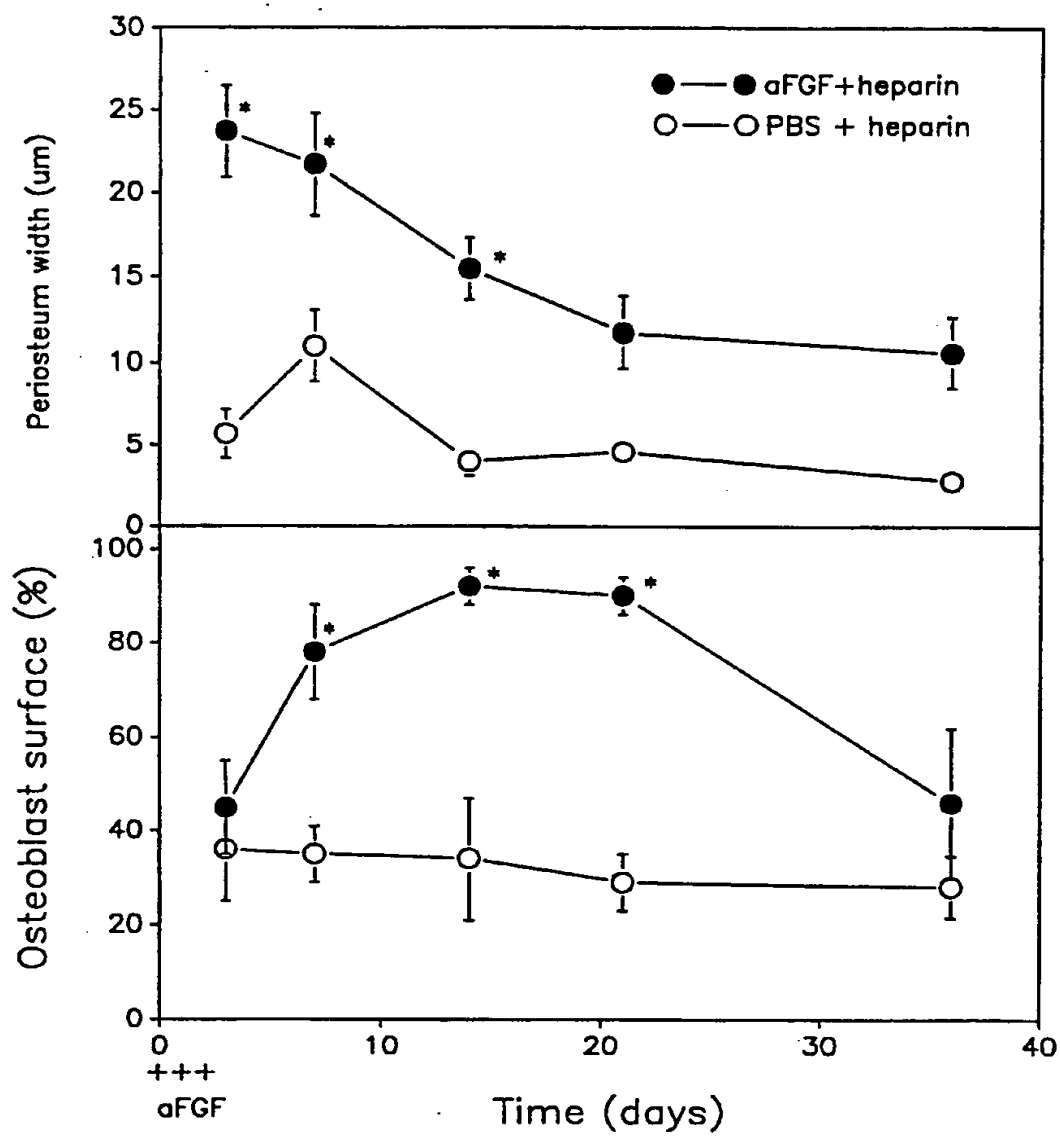 30
25
20
15
10
5
0
Periosteum width (um)
* * *
aFGF+heparin
PBS + heparin
100
80
60
40
20
0
Osteoblast surface (%)
* * *
0 10 20 30 40
+++
aFGF
Time (days)